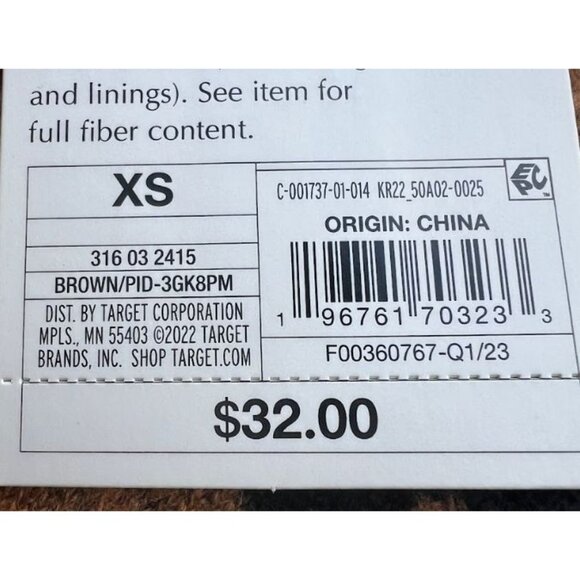 and linings). See item for
full fiber content.
XS
316 03 2415
BROWN/PID-3GK8PM
DIST. BY TARGET CORPORATION
MPLS., MN 55403 ©2022 TARGET
BRANDS, INC. SHOP TARGET.COM
C-001737-01-014 KR22_50A02-0025
EPC™
ORIGIN: CHINA
1 96761 70323 3
F00360767-Q1/23
$32.00